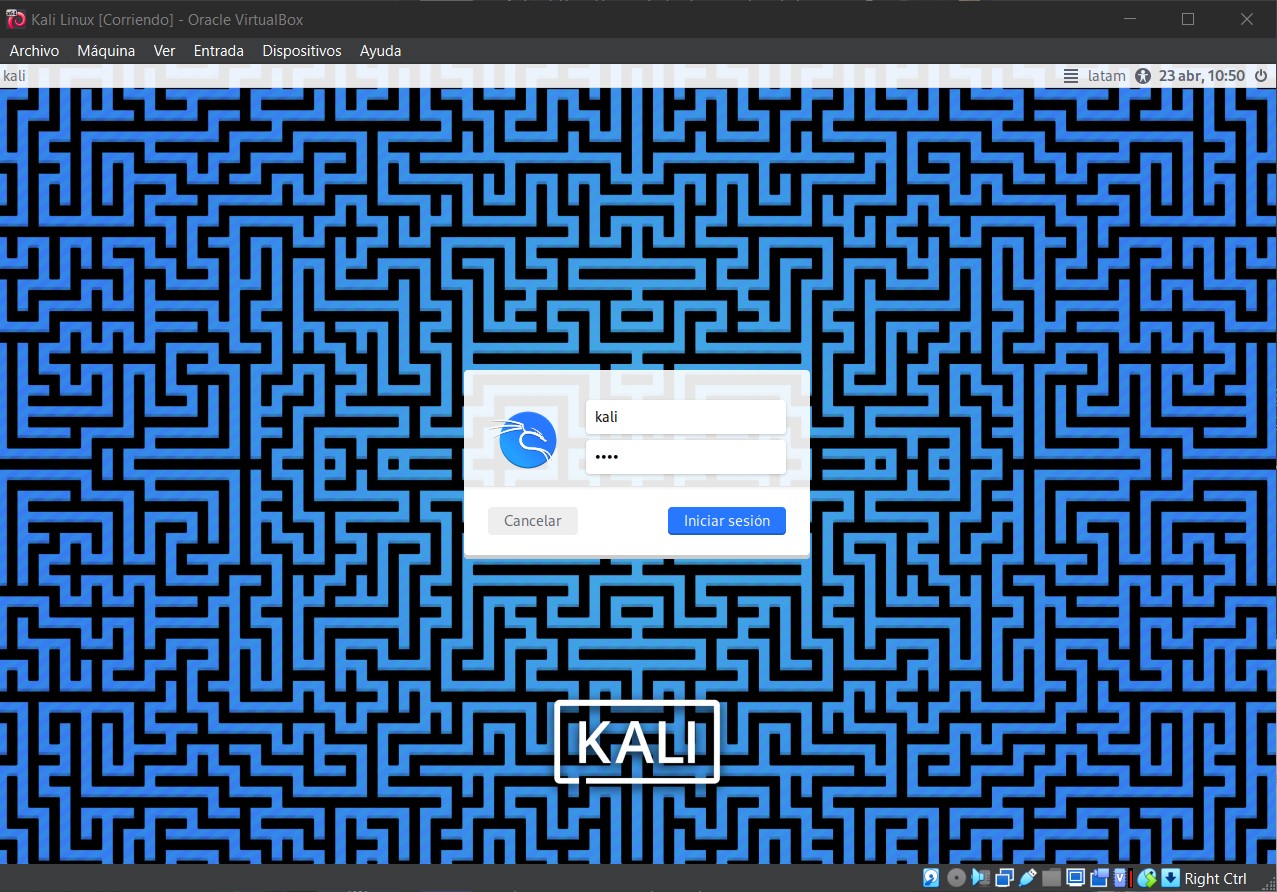 Kali Linux [Corriendo] - Oracle VirtualBox
Archivo Máquina Ver Entrada Dispositivos Ayuda
kali latam 23 abr, 10:50
kali
••••
Cancelar Iniciar sesión
KALI
Right Ctrl